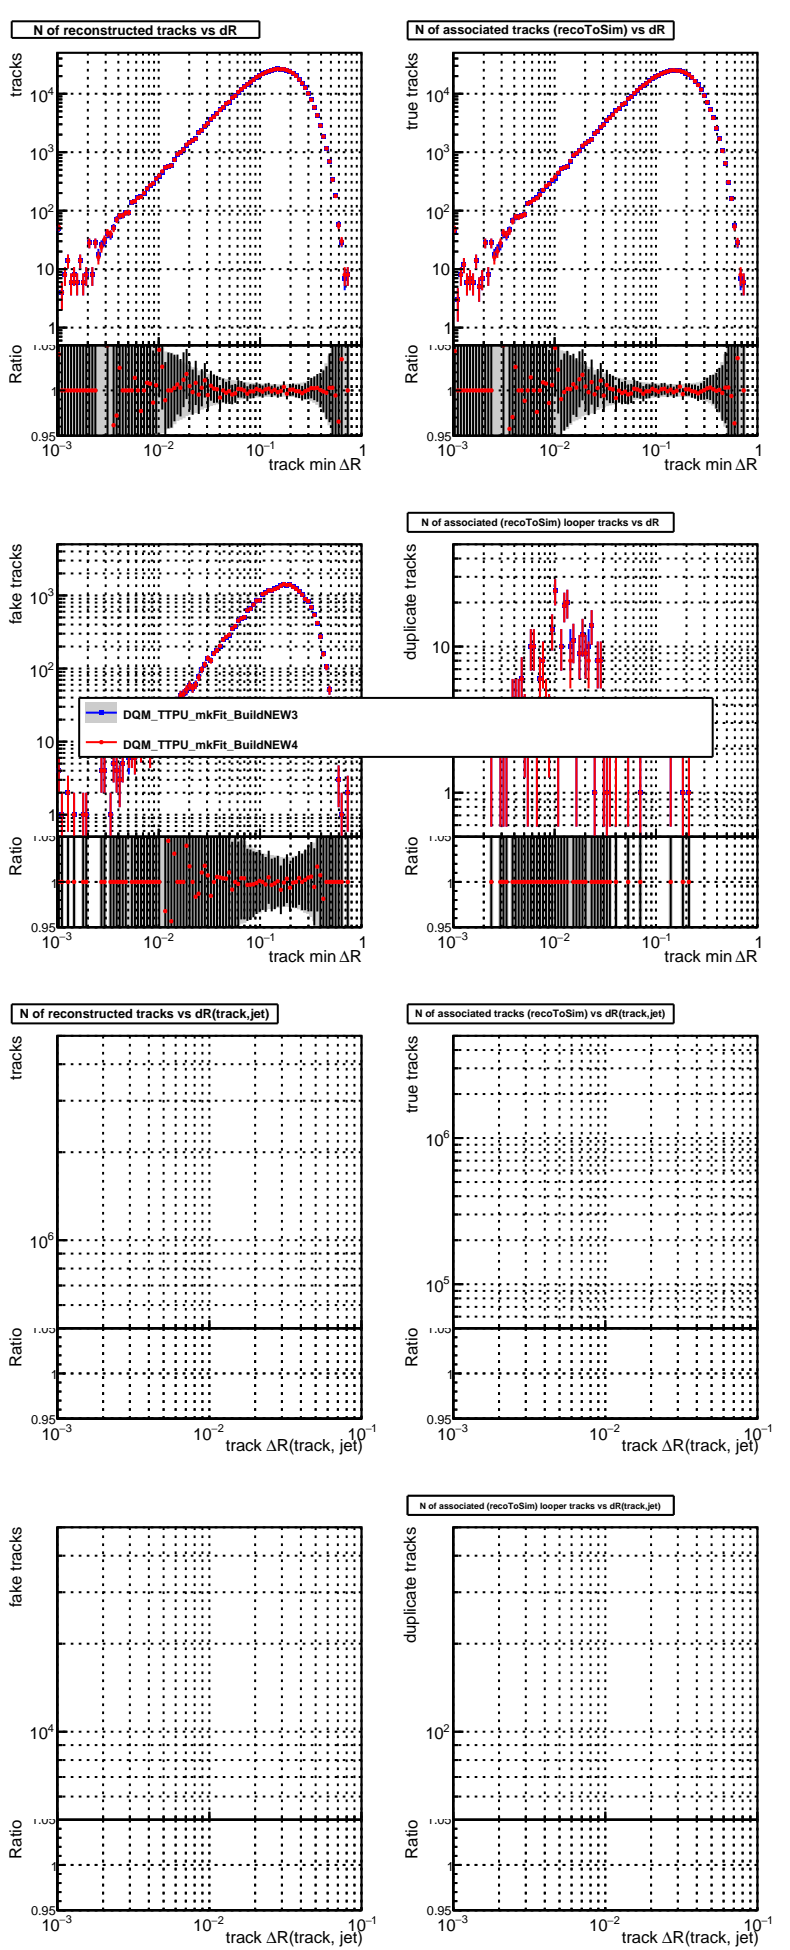 N of reconstructed tracks vs dR
N of associated tracks (recoToSim) vs dR
tracks
10⁴
10³
10²
10
1
Ratio
1.05
1
0.95
10⁻³ 10⁻² 10⁻¹ 1
track min ΔR
true tracks
10⁴
10³
10²
10
1
Ratio
1.05
1
0.95
10⁻³ 10⁻² 10⁻¹ 1
track min ΔR
N of associated (recoToSim) looper tracks vs dR
fake tracks
10³
10²
10
1
Ratio
1.05
1
0.95
10⁻³ 10⁻² 10⁻¹ 1
track min ΔR
duplicate tracks
10
1
Ratio
1.05
1
0.95
10⁻³ 10⁻² 10⁻¹ 1
track min ΔR
DQM_TTPU_mkFit_BuildNEW3
DQM_TTPU_mkFit_BuildNEW4
N of reconstructed tracks vs dR(track,jet)
N of associated tracks (recoToSim) vs dR(track,jet)
tracks
10⁶
Ratio
1.05
1
0.95
10⁻³ 10⁻² 10⁻¹
track ΔR(track, jet)
true tracks
10⁶
10⁵
Ratio
1.05
1
0.95
10⁻³ 10⁻² 10⁻¹
track ΔR(track, jet)
N of associated (recoToSim) looper tracks vs dR(track,jet)
fake tracks
10⁴
Ratio
1.05
1
0.95
10⁻³ 10⁻² 10⁻¹
track ΔR(track, jet)
duplicate tracks
10²
Ratio
1.05
1
0.95
10⁻³ 10⁻² 10⁻¹
track ΔR(track, jet)